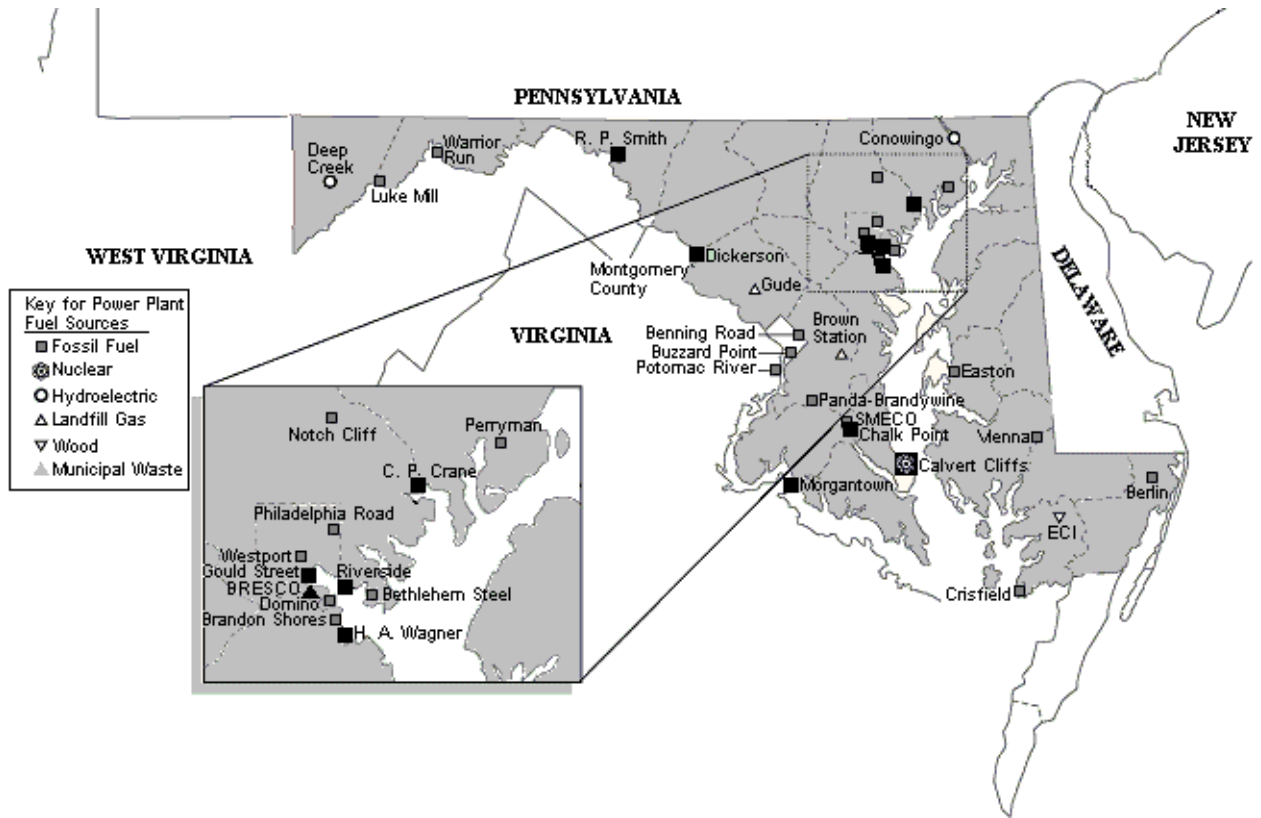 PENNSYLVANIA
NEW
JERSEY
Conowingo
R. P. Smith
Warrior
Run
Deep
Creek
Luke Mill
WEST VIRGINIA
Dickerson
Montgomery
County
Gude
DELAWARE
VIRGINIA
Benning Road
Buzzard Point
Potomac River
Brown
Station
Easton
Panda-Brandywine
SMECO
Chalk Point
Vienna
Calvert Cliffs
Morgantown
Berlin
ECI
Crisfield
Key for Power Plant
Fuel Sources
Fossil Fuel
Nuclear
Hydroelectric
Landfill Gas
Wood
Municipal Waste
Notch Cliff
Perryman
C. P. Crane
Philadelphia Road
Westport
Gould Street
Riverside
BRESCO
Bethlehem Steel
Domino
Brandon Shores
H. A. Wagner